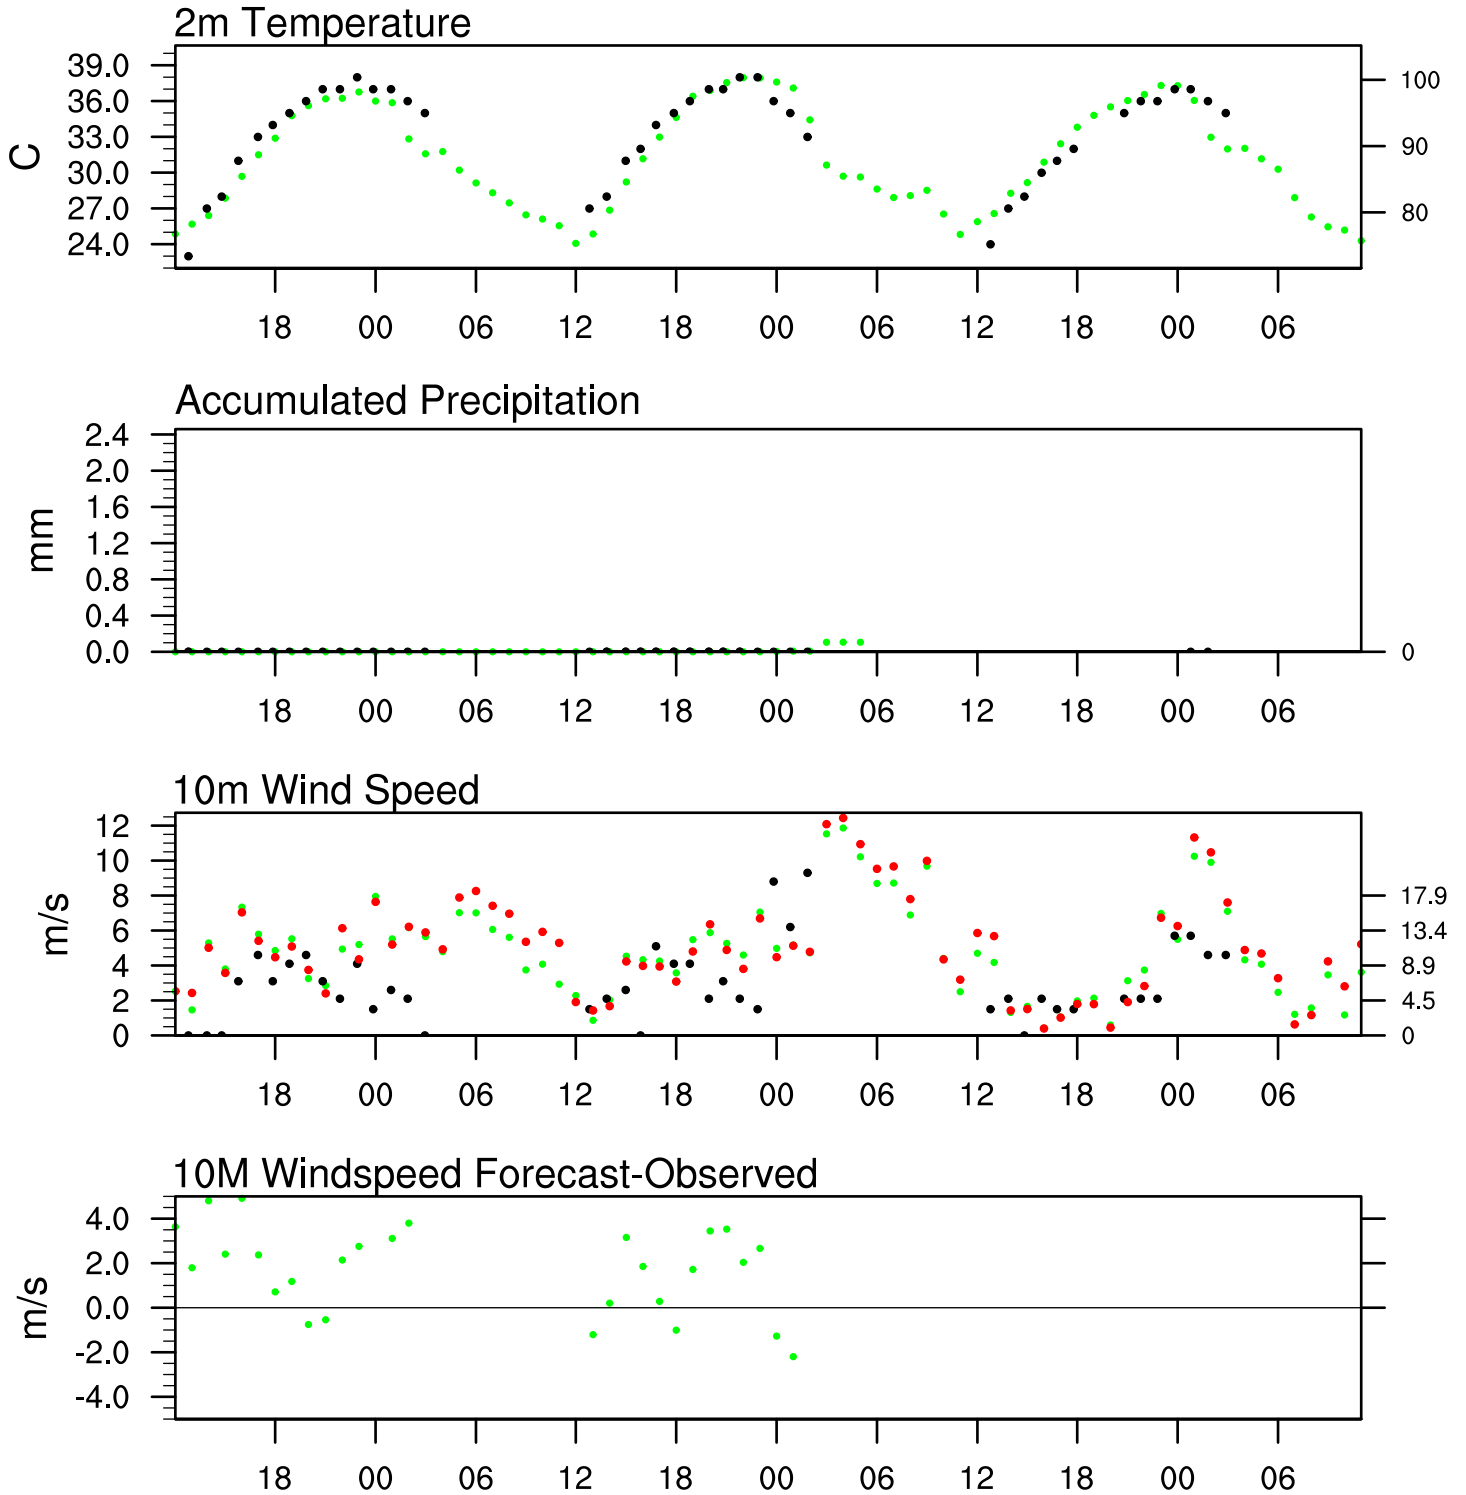 2m Temperature
39.0
36.0
33.0
30.0
27.0
24.0
C
100
90
80
18 00 06 12 18 00 06 12 18 00 06
Accumulated Precipitation
2.4
2.0
1.6
1.2
0.8
0.4
0.0
mm
0
18 00 06 12 18 00 06 12 18 00 06
10m Wind Speed
12
10
8
6
4
2
0
m/s
17.9
13.4
8.9
4.5
0
18 00 06 12 18 00 06 12 18 00 06
10M Windspeed Forecast-Observed
4.0
2.0
0.0
-2.0
-4.0
m/s
18 00 06 12 18 00 06 12 18 00 06